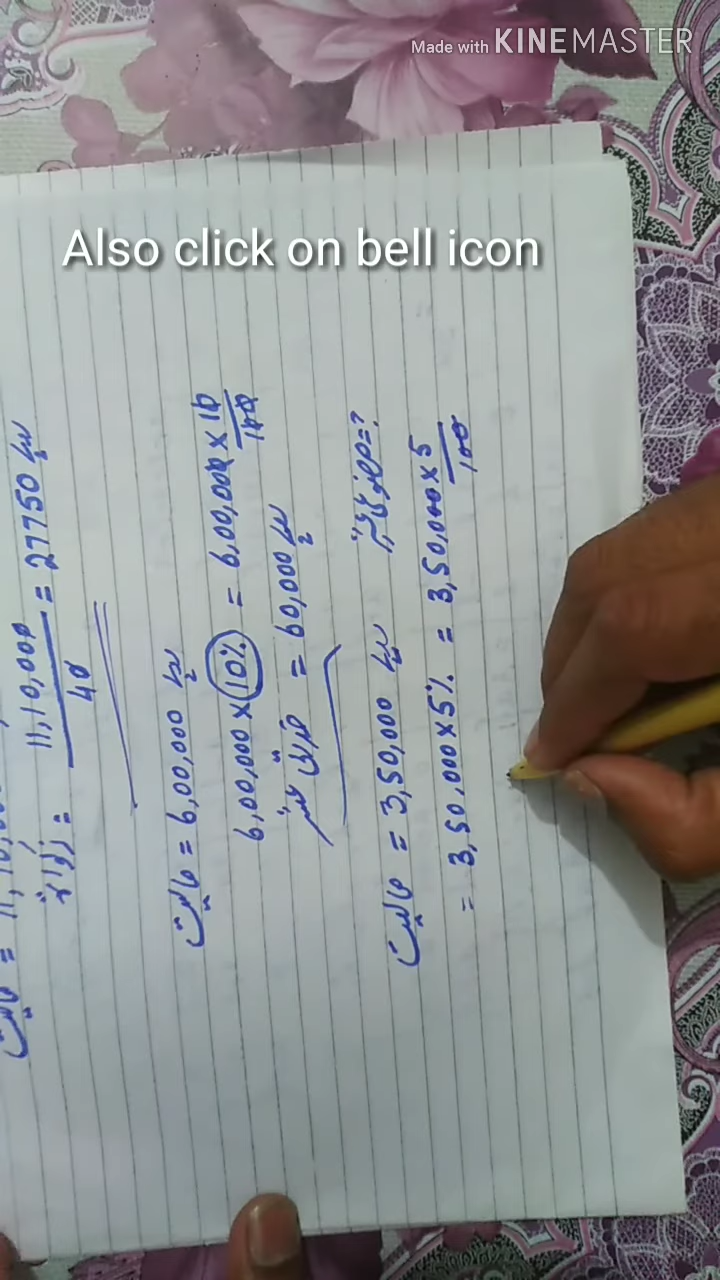 Made with KINEMASTER
Also click on bell icon
زکوٰۃ = 11,10,000 / 40 = 27750 روپے
مالیت = 6,00,000 روپے
6,00,000 × 10% = 6,00,000 × 10 / 100
عشر = 60,000 روپے
مالیت = 3,50,000 روپے
= 3,50,000 × 5% = 3,50,000 × 5 / 100